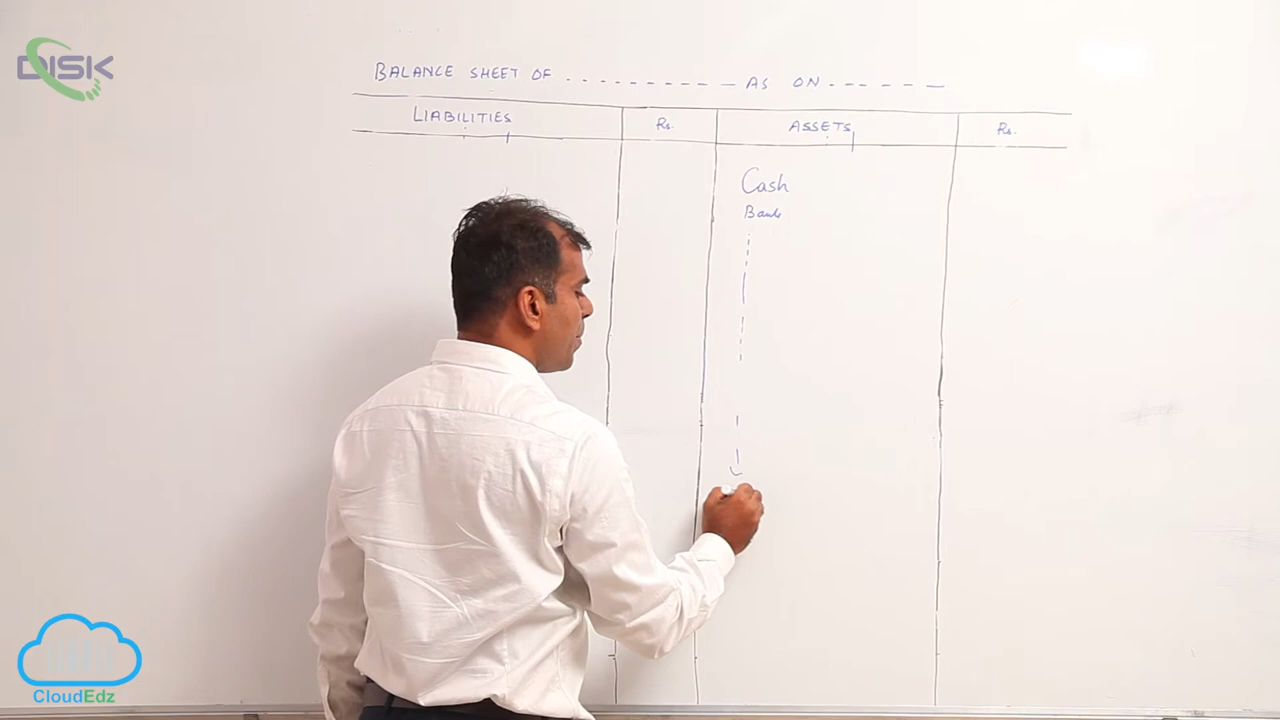 DISK
BALANCE SHEET OF ------------ AS ON -------
LIABILITIES Rs. ASSETS Rs.
Cash
Bank
CloudEdz